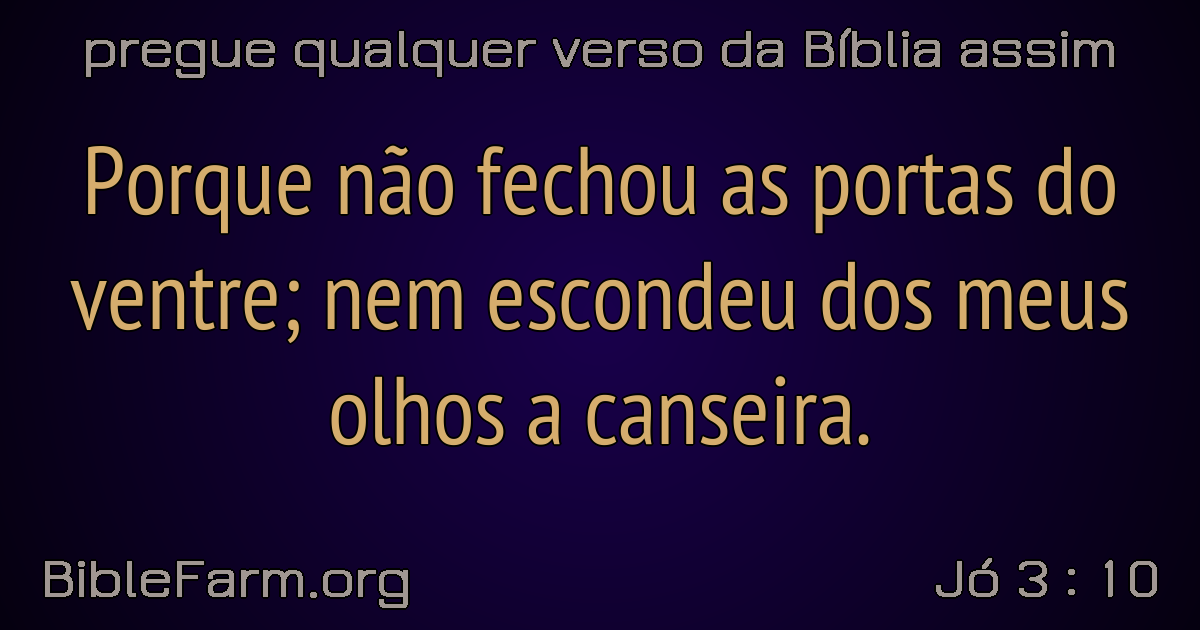 pregue qualquer verso da Bíblia assim
Porque não fechou as portas do
ventre; nem escondeu dos meus
olhos a canseira.
BibleFarm.org
Jó 3 : 10